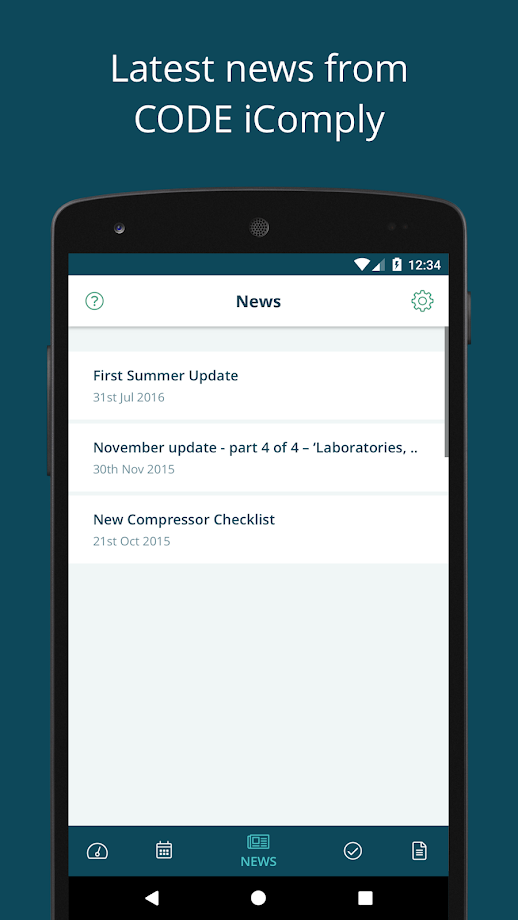 Latest news from
CODE iComply
12:34
?
News
First Summer Update
31st Jul 2016
November update - part 4 of 4 – ‘Laboratories, ..
30th Nov 2015
New Compressor Checklist
21st Oct 2015
NEWS